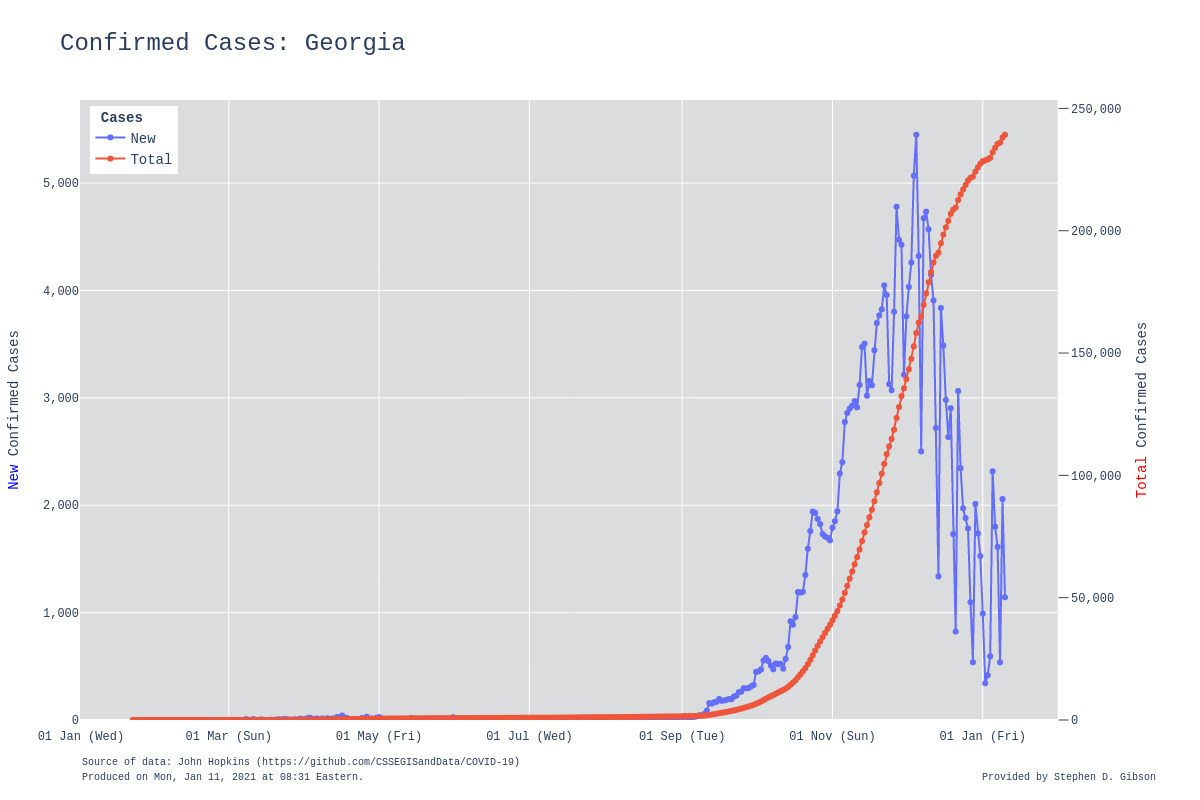 Confirmed Cases: Georgia
Cases
New
Total
5,000
4,000
3,000
2,000
1,000
0
New Confirmed Cases
250,000
200,000
150,000
100,000
50,000
0
Total Confirmed Cases
01 Jan (Wed) 01 Mar (Sun) 01 May (Fri) 01 Jul (Wed) 01 Sep (Tue) 01 Nov (Sun) 01 Jan (Fri)
Source of data: John Hopkins (https://github.com/CSSEGISandData/COVID-19)
Produced on Mon, Jan 11, 2021 at 08:31 Eastern.
Provided by Stephen D. Gibson